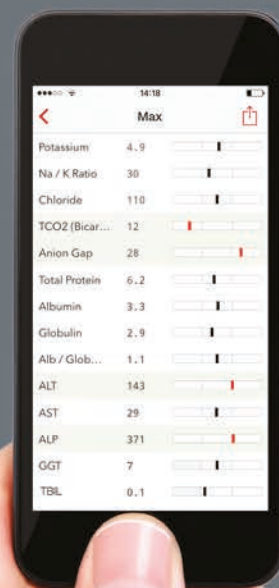 14:18
Max
Potassium 4.9
Na / K Ratio 30
Chloride 110
TCO2 (Bicar... 12
Anion Gap 28
Total Protein 6.2
Albumin 3.3
Globulin 2.9
Alb / Glob... 1.1
ALT 143
AST 29
ALP 371
GGT 7
TBIL 0.1